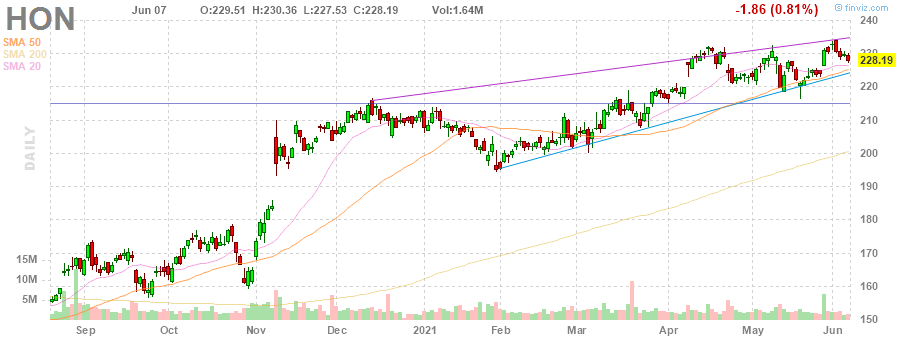 HON Jun 07 O:229.51 H:230.36 L:227.53 C:228.19 Vol:1.64M -1.86 (0.81%) © finviz.com
SMA 50
SMA 200
SMA 20
DAILY
240
230
228.19
220
210
200
190
180
170
160
150
15M
10M
5M
Sep Oct Nov Dec 2021 Feb Mar Apr May Jun